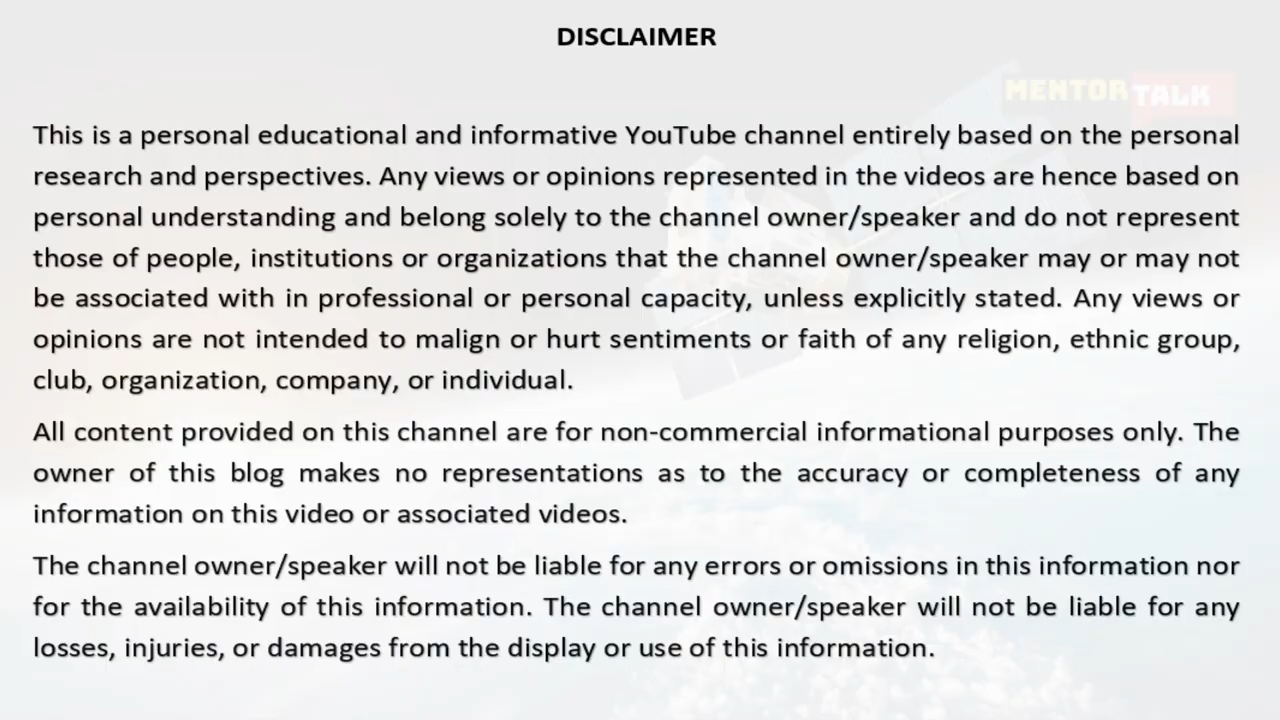 DISCLAIMER
MENTOR TALK
This is a personal educational and informative YouTube channel entirely based on the personal
research and perspectives. Any views or opinions represented in the videos are hence based on
personal understanding and belong solely to the channel owner/speaker and do not represent
those of people, institutions or organizations that the channel owner/speaker may or may not
be associated with in professional or personal capacity, unless explicitly stated. Any views or
opinions are not intended to malign or hurt sentiments or faith of any religion, ethnic group,
club, organization, company, or individual.
All content provided on this channel are for non-commercial informational purposes only. The
owner of this blog makes no representations as to the accuracy or completeness of any
information on this video or associated videos.
The channel owner/speaker will not be liable for any errors or omissions in this information nor
for the availability of this information. The channel owner/speaker will not be liable for any
losses, injuries, or damages from the display or use of this information.